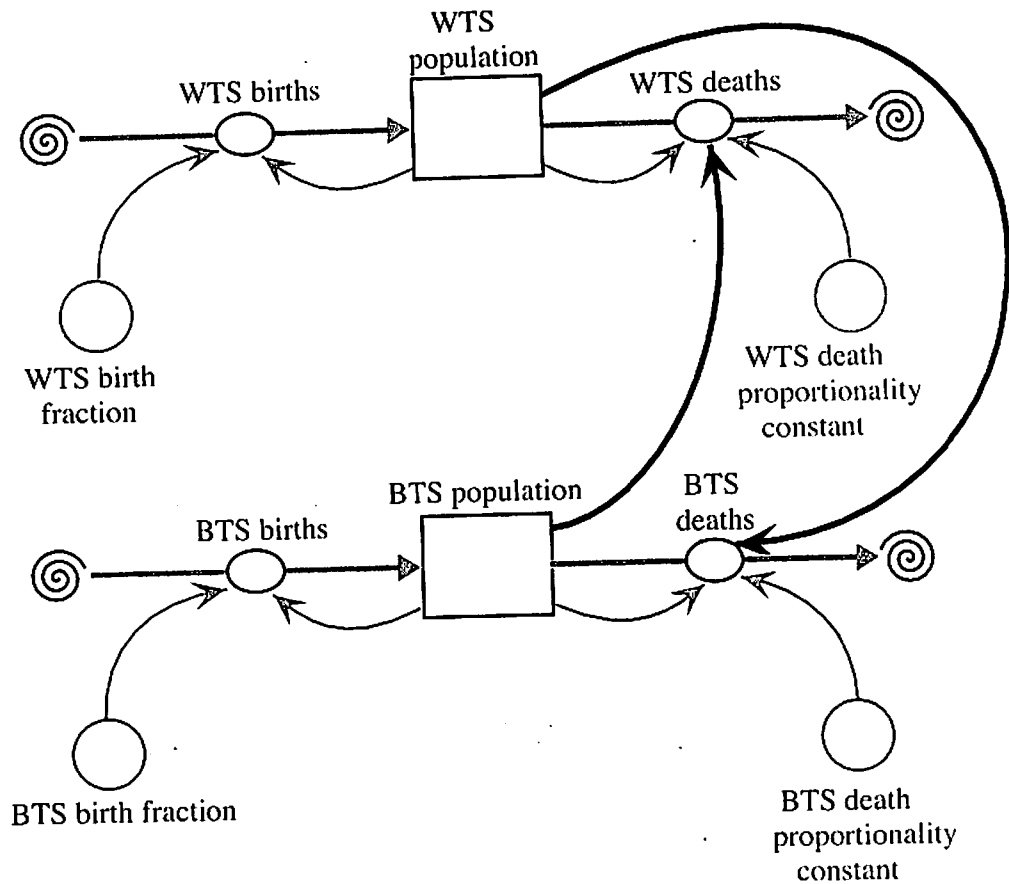 WTS
population
WTS births
WTS deaths
WTS birth
fraction
WTS death
proportionality
constant
BTS population
BTS
deaths
BTS births
BTS birth fraction
BTS death
proportionality
constant